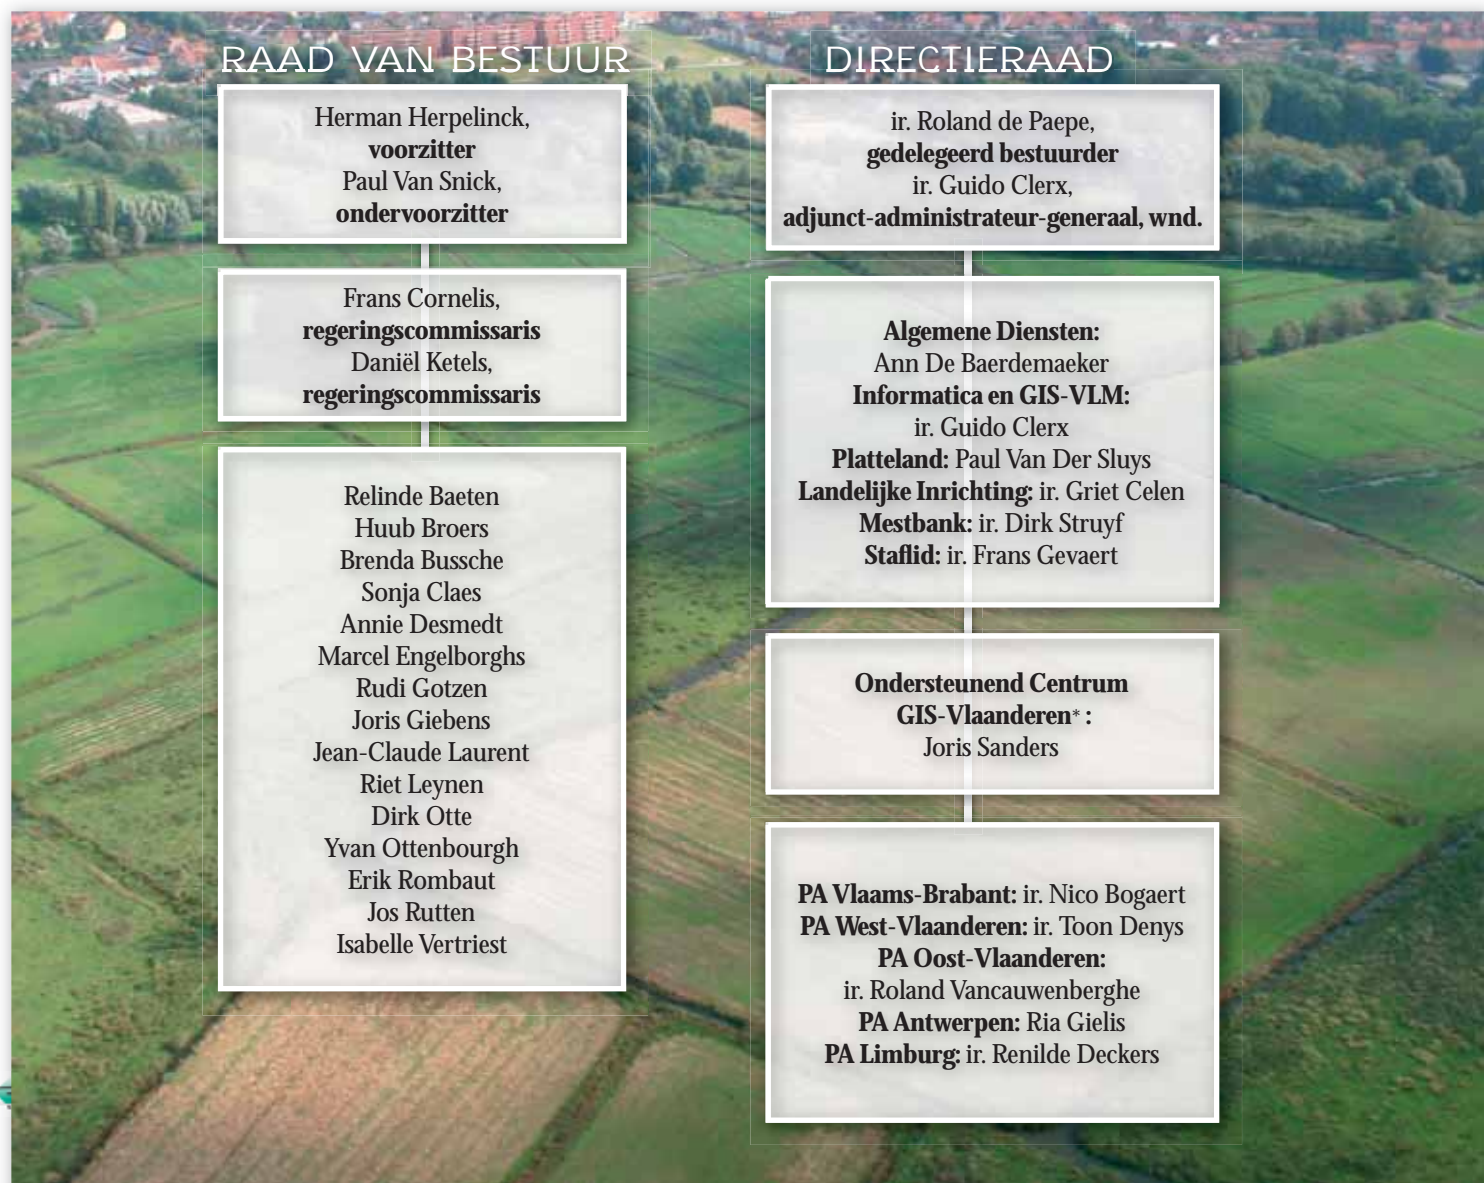 RAAD VAN BESTUUR
Herman Herpelinck,
voorzitter
Paul Van Snick,
ondervoorzitter
Frans Cornelis,
regeringscommissaris
Daniël Ketels,
regeringscommissaris
Relinde Baeten
Huub Broers
Brenda Bussche
Sonja Claes
Annie Desmedt
Marcel Engelborghs
Rudi Gotzen
Joris Giebens
Jean-Claude Laurent
Riet Leynen
Dirk Otte
Yvan Ottenbourgh
Erik Rombaut
Jos Rutten
Isabelle Vertriest
DIRECTIERAAD
ir. Roland de Paepe,
gedelegeerd bestuurder
ir. Guido Clerx,
adjunct-administrateur-generaal, wnd.
Algemene Diensten:
Ann De Baerdemaeker
Informatica en GIS-VLM:
ir. Guido Clerx
Platteland: Paul Van Der Sluys
Landelijke Inrichting: ir. Griet Celen
Mestbank: ir. Dirk Struyf
Staflid: ir. Frans Gevaert
Ondersteunend Centrum
GIS-Vlaanderen* :
Joris Sanders
PA Vlaams-Brabant: ir. Nico Bogaert
PA West-Vlaanderen: ir. Toon Denys
PA Oost-Vlaanderen:
ir. Roland Vancauwenberghe
PA Antwerpen: Ria Gielis
PA Limburg: ir. Renilde Deckers